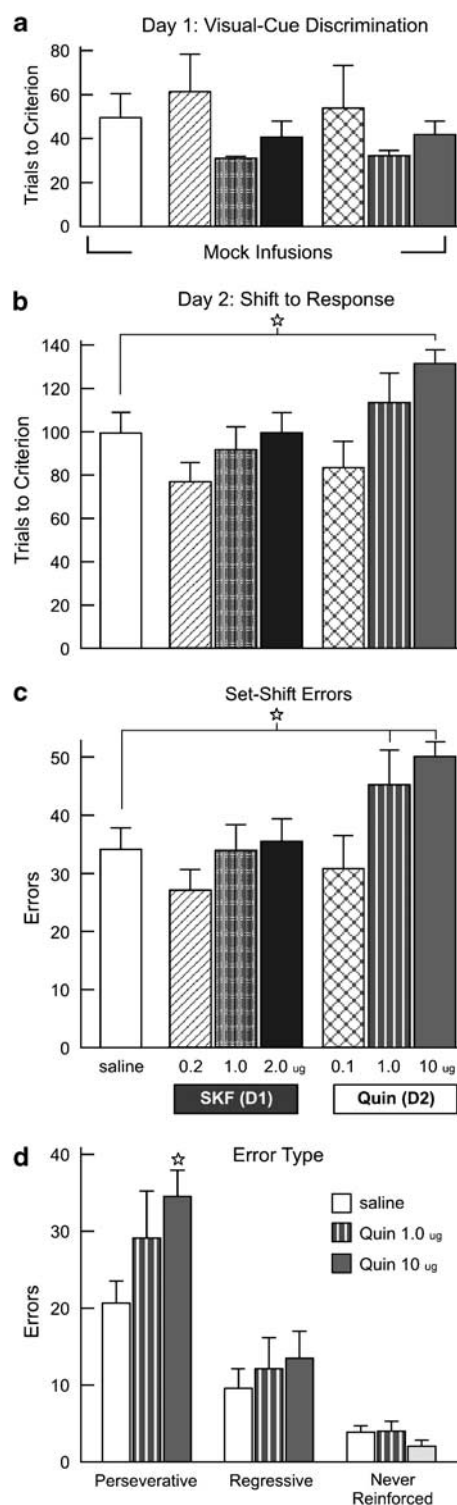 a
Day 1: Visual-Cue Discrimination
Trials to Criterion
80
60
40
20
0
Mock Infusions
b
Day 2: Shift to Response
Trials to Criterion
140
120
100
80
60
40
20
0
c
Set-Shift Errors
Errors
50
40
30
20
10
0
saline 0.2 1.0 2.0 ug 0.1 1.0 10 ug
SKF (D1) Quin (D2)
d
Error Type
Errors
40
30
20
10
0
saline
Quin 1.0 ug
Quin 10 ug
Perseverative Regressive Never
Reinforced